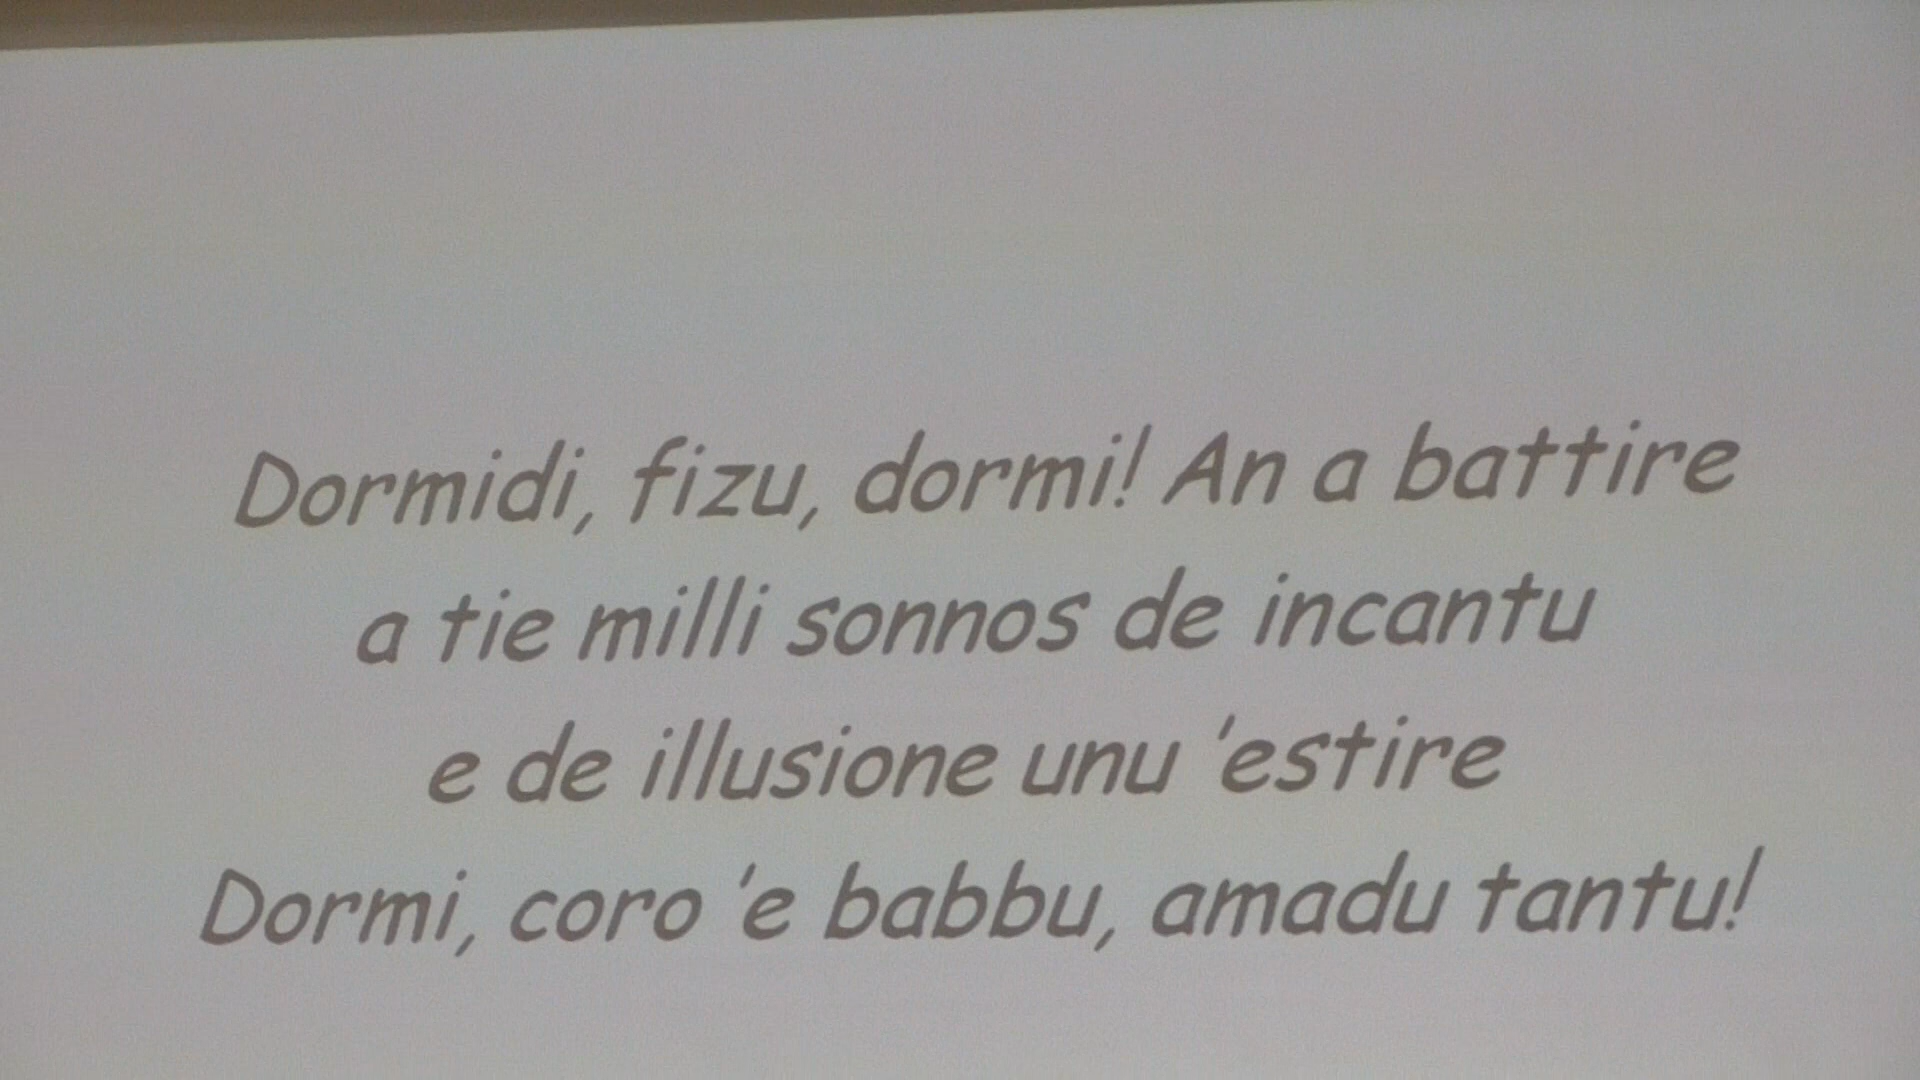 Dormidi, fizu, dormi! An a battire
a tie milli sonnos de incantu
e de illusione unu 'estire
Dormi, coro 'e babbu, amadu tantu!